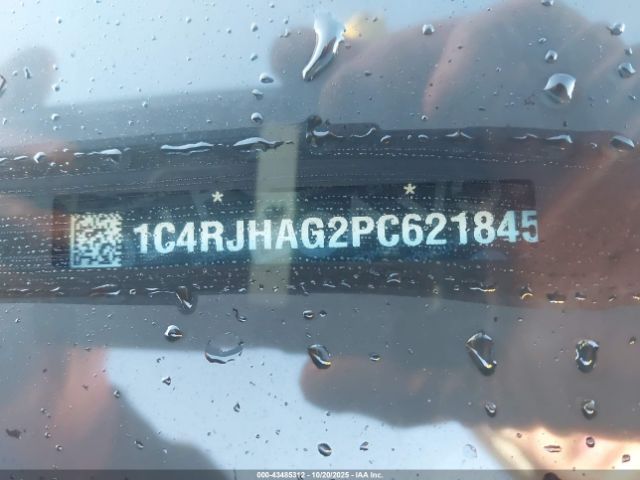 * *
1C4RJHAG2PC621845
000-43485312 - 10/20/2025 - IAA Inc.